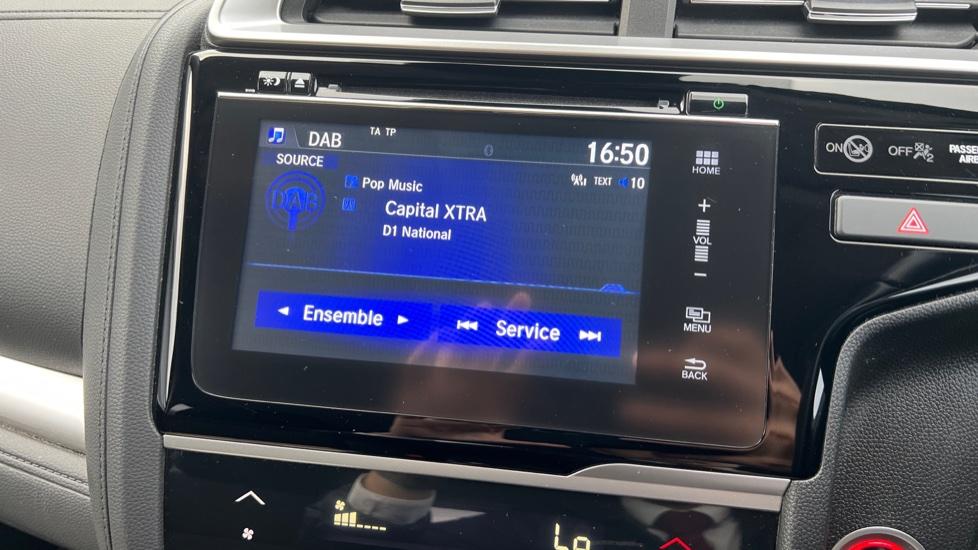 DAB
TA TP
16:50
SOURCE
TEXT 10
DAB
Pop Music
Capital XTRA
D1 National
Ensemble
Service
HOME
+
VOL
−
MENU
BACK
ON
OFF
2
PASSE
AIRB
Lo